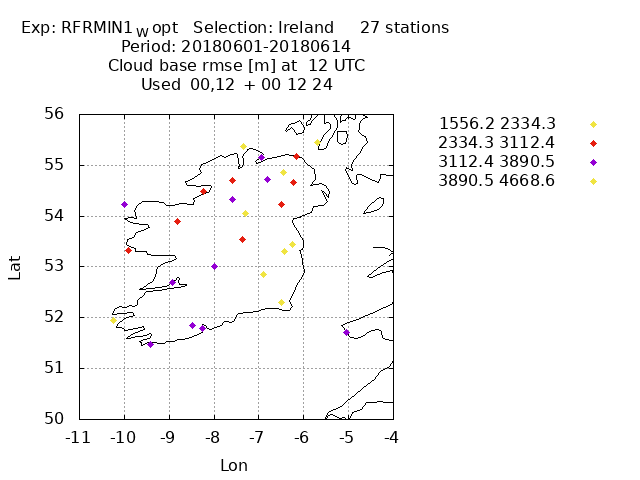 Exp: RFRMIN1 W opt Selection: Ireland 27 stations
Period: 20180601-20180614
Cloud base rmse [m] at 12 UTC
Used 00,12 + 00 12 24
1556.2 2334.3
2334.3 3112.4
3112.4 3890.5
3890.5 4668.6
56
55
54
53
52
51
50
Lat
-11 -10 -9 -8 -7 -6 -5 -4
Lon